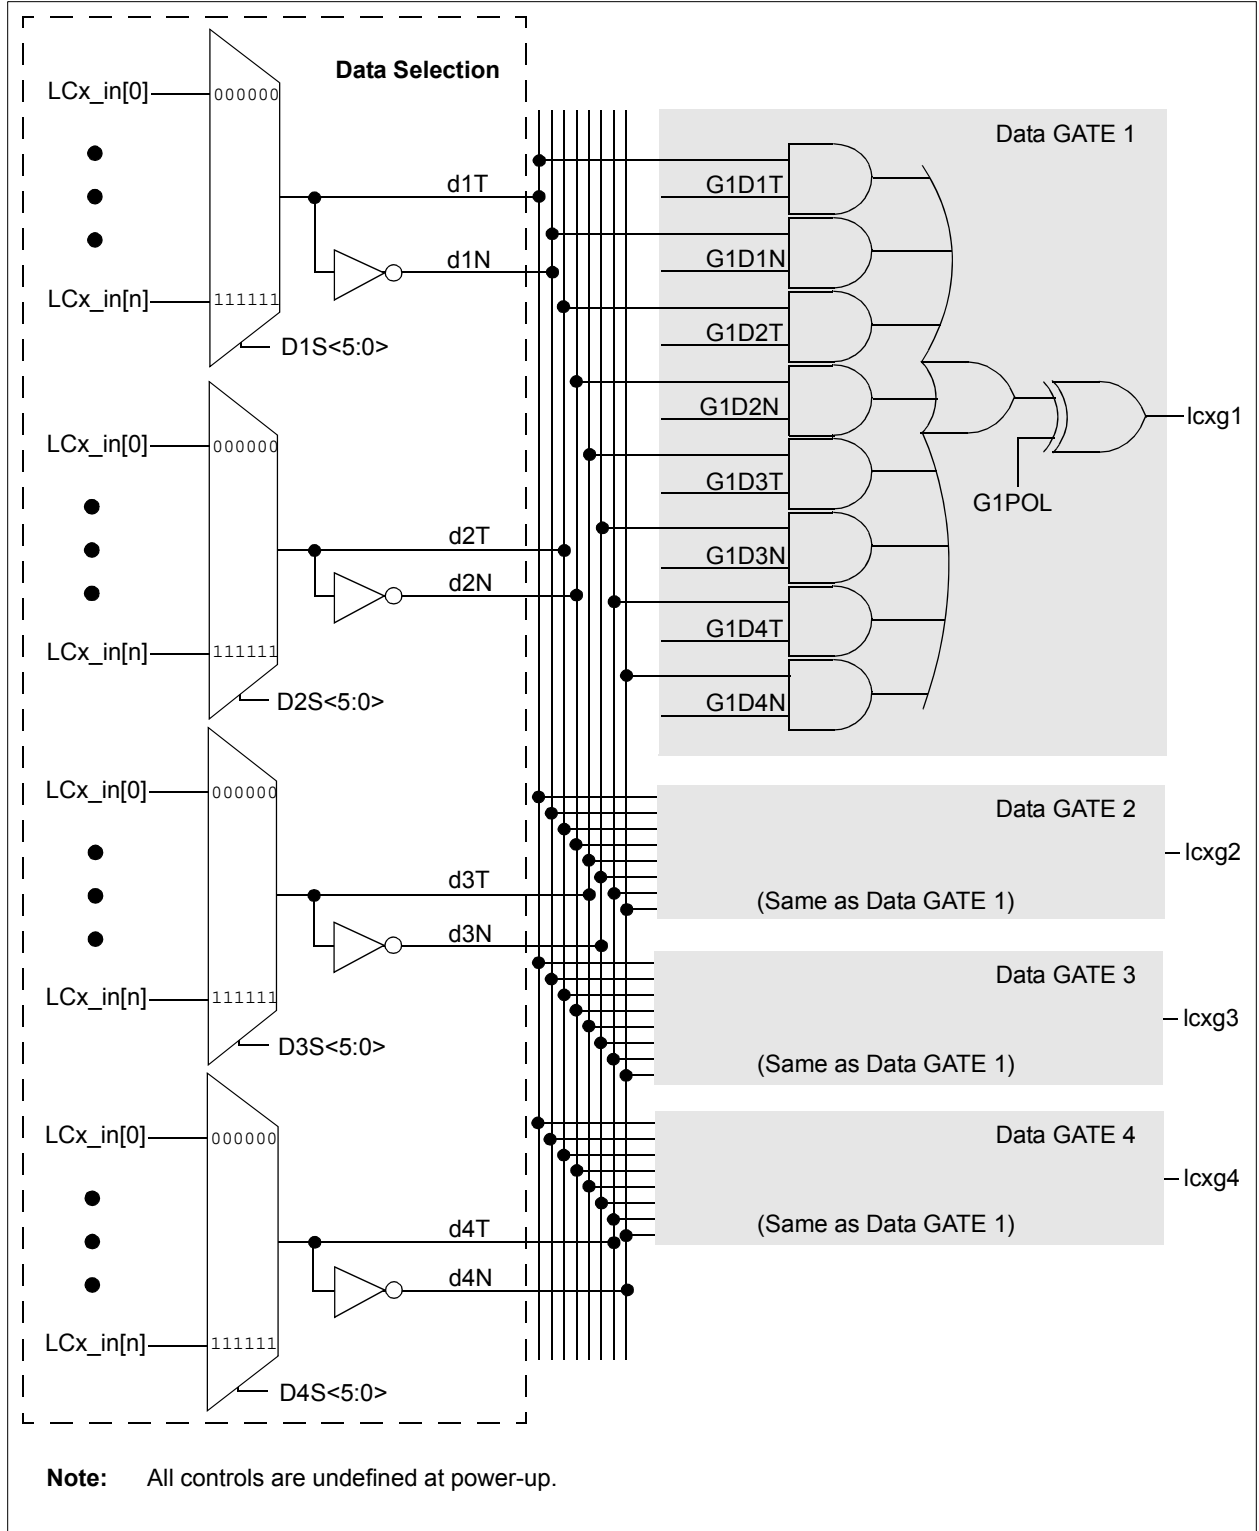 Data Selection
LCx_in[0]
000000
LCx_in[n]
111111
D1S<5:0>
d1T
d1N
LCx_in[0]
000000
LCx_in[n]
111111
D2S<5:0>
d2T
d2N
LCx_in[0]
000000
LCx_in[n]
111111
D3S<5:0>
d3T
d3N
LCx_in[0]
000000
LCx_in[n]
111111
D4S<5:0>
d4T
d4N
Data GATE 1
G1D1T
G1D1N
G1D2T
G1D2N
G1D3T
G1D3N
G1D4T
G1D4N
G1POL
lcxg1
Data GATE 2
(Same as Data GATE 1)
lcxg2
Data GATE 3
(Same as Data GATE 1)
lcxg3
Data GATE 4
(Same as Data GATE 1)
lcxg4
Note: All controls are undefined at power-up.